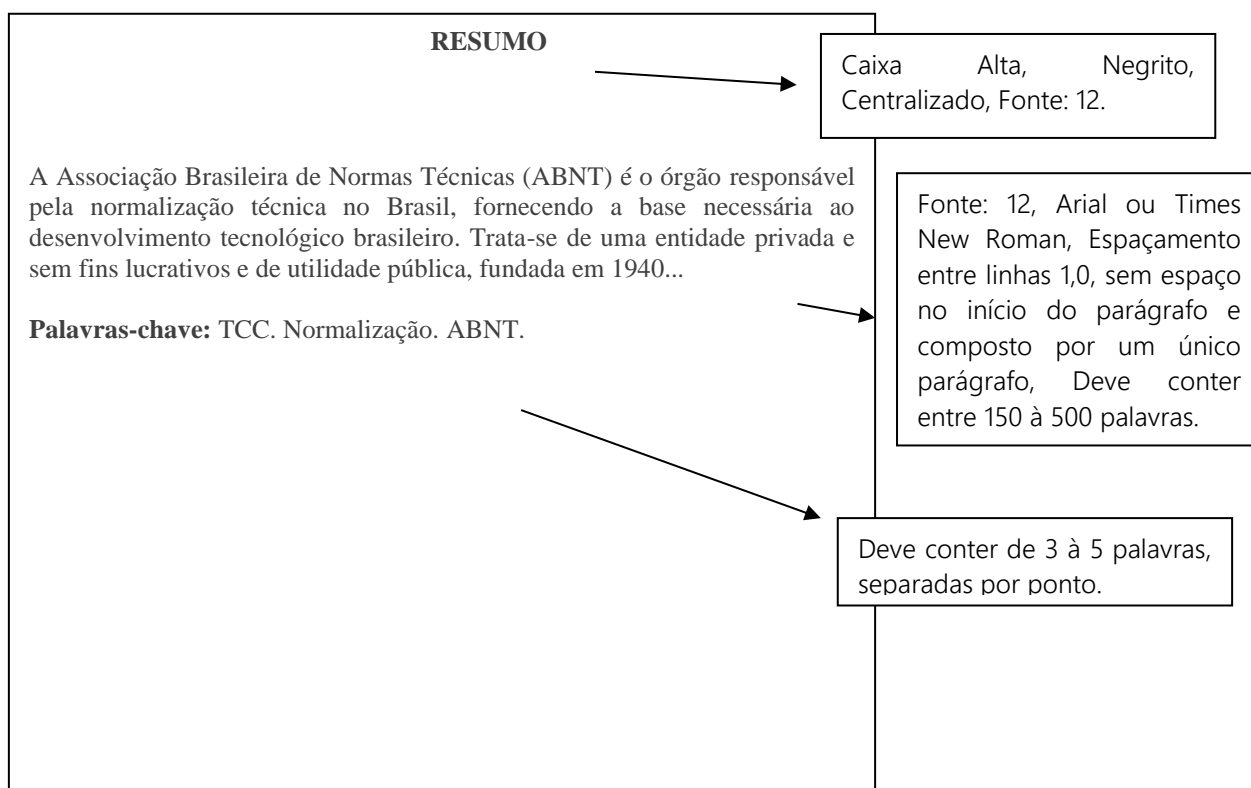 RESUMO
Caixa Alta, Negrito,
Centralizado, Fonte: 12.
A Associação Brasileira de Normas Técnicas (ABNT) é o órgão responsável
pela normalização técnica no Brasil, fornecendo a base necessária ao
desenvolvimento tecnológico brasileiro. Trata-se de uma entidade privada e
sem fins lucrativos e de utilidade pública, fundada em 1940...
Palavras-chave: TCC. Normalização. ABNT.
Fonte: 12, Arial ou Times
New Roman, Espaçamento
entre linhas 1,0, sem espaço
no início do parágrafo e
composto por um único
parágrafo, Deve conter
entre 150 à 500 palavras.
Deve conter de 3 à 5 palavras,
separadas por ponto.